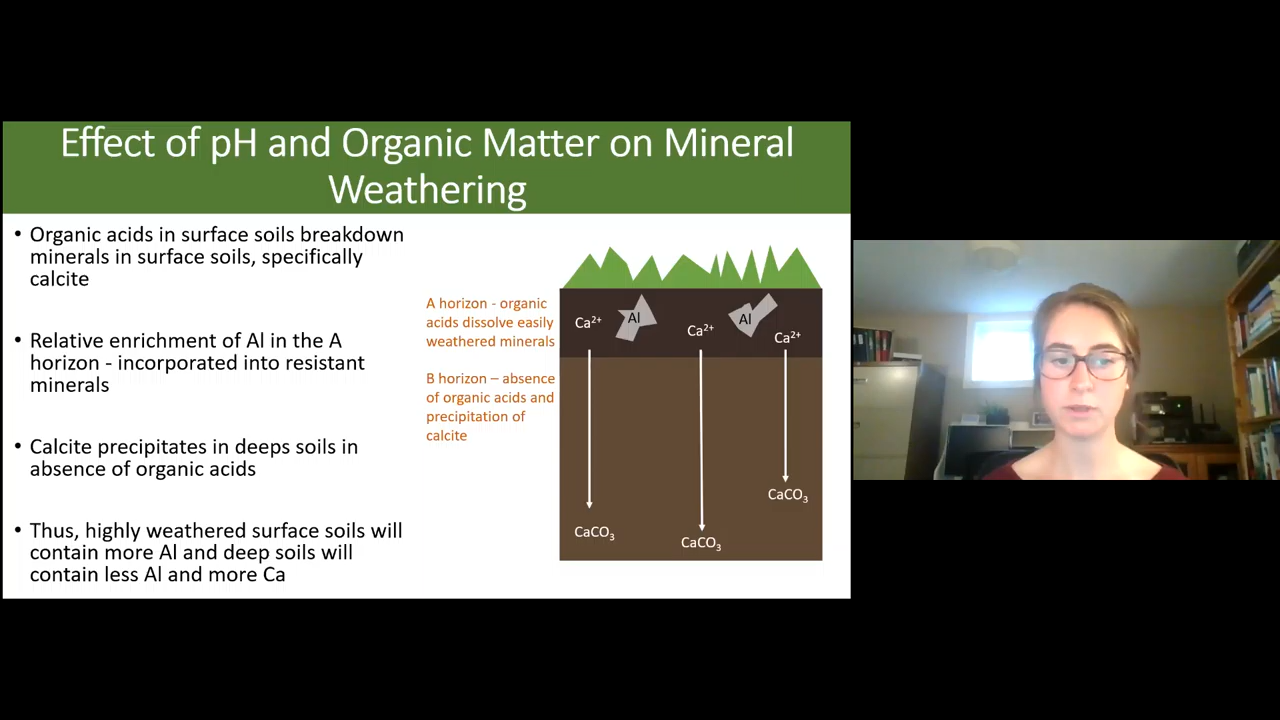 Effect of pH and Organic Matter on Mineral
Weathering
• Organic acids in surface soils breakdown
minerals in surface soils, specifically
calcite
• Relative enrichment of Al in the A
horizon - incorporated into resistant
minerals
• Calcite precipitates in deeps soils in
absence of organic acids
• Thus, highly weathered surface soils will
contain more Al and deep soils will
contain less Al and more Ca
A horizon - organic
acids dissolve easily
weathered minerals
B horizon – absence
of organic acids and
precipitation of
calcite
Ca²⁺
Al
Ca²⁺
Al
Ca²⁺
CaCO₃
CaCO₃
CaCO₃